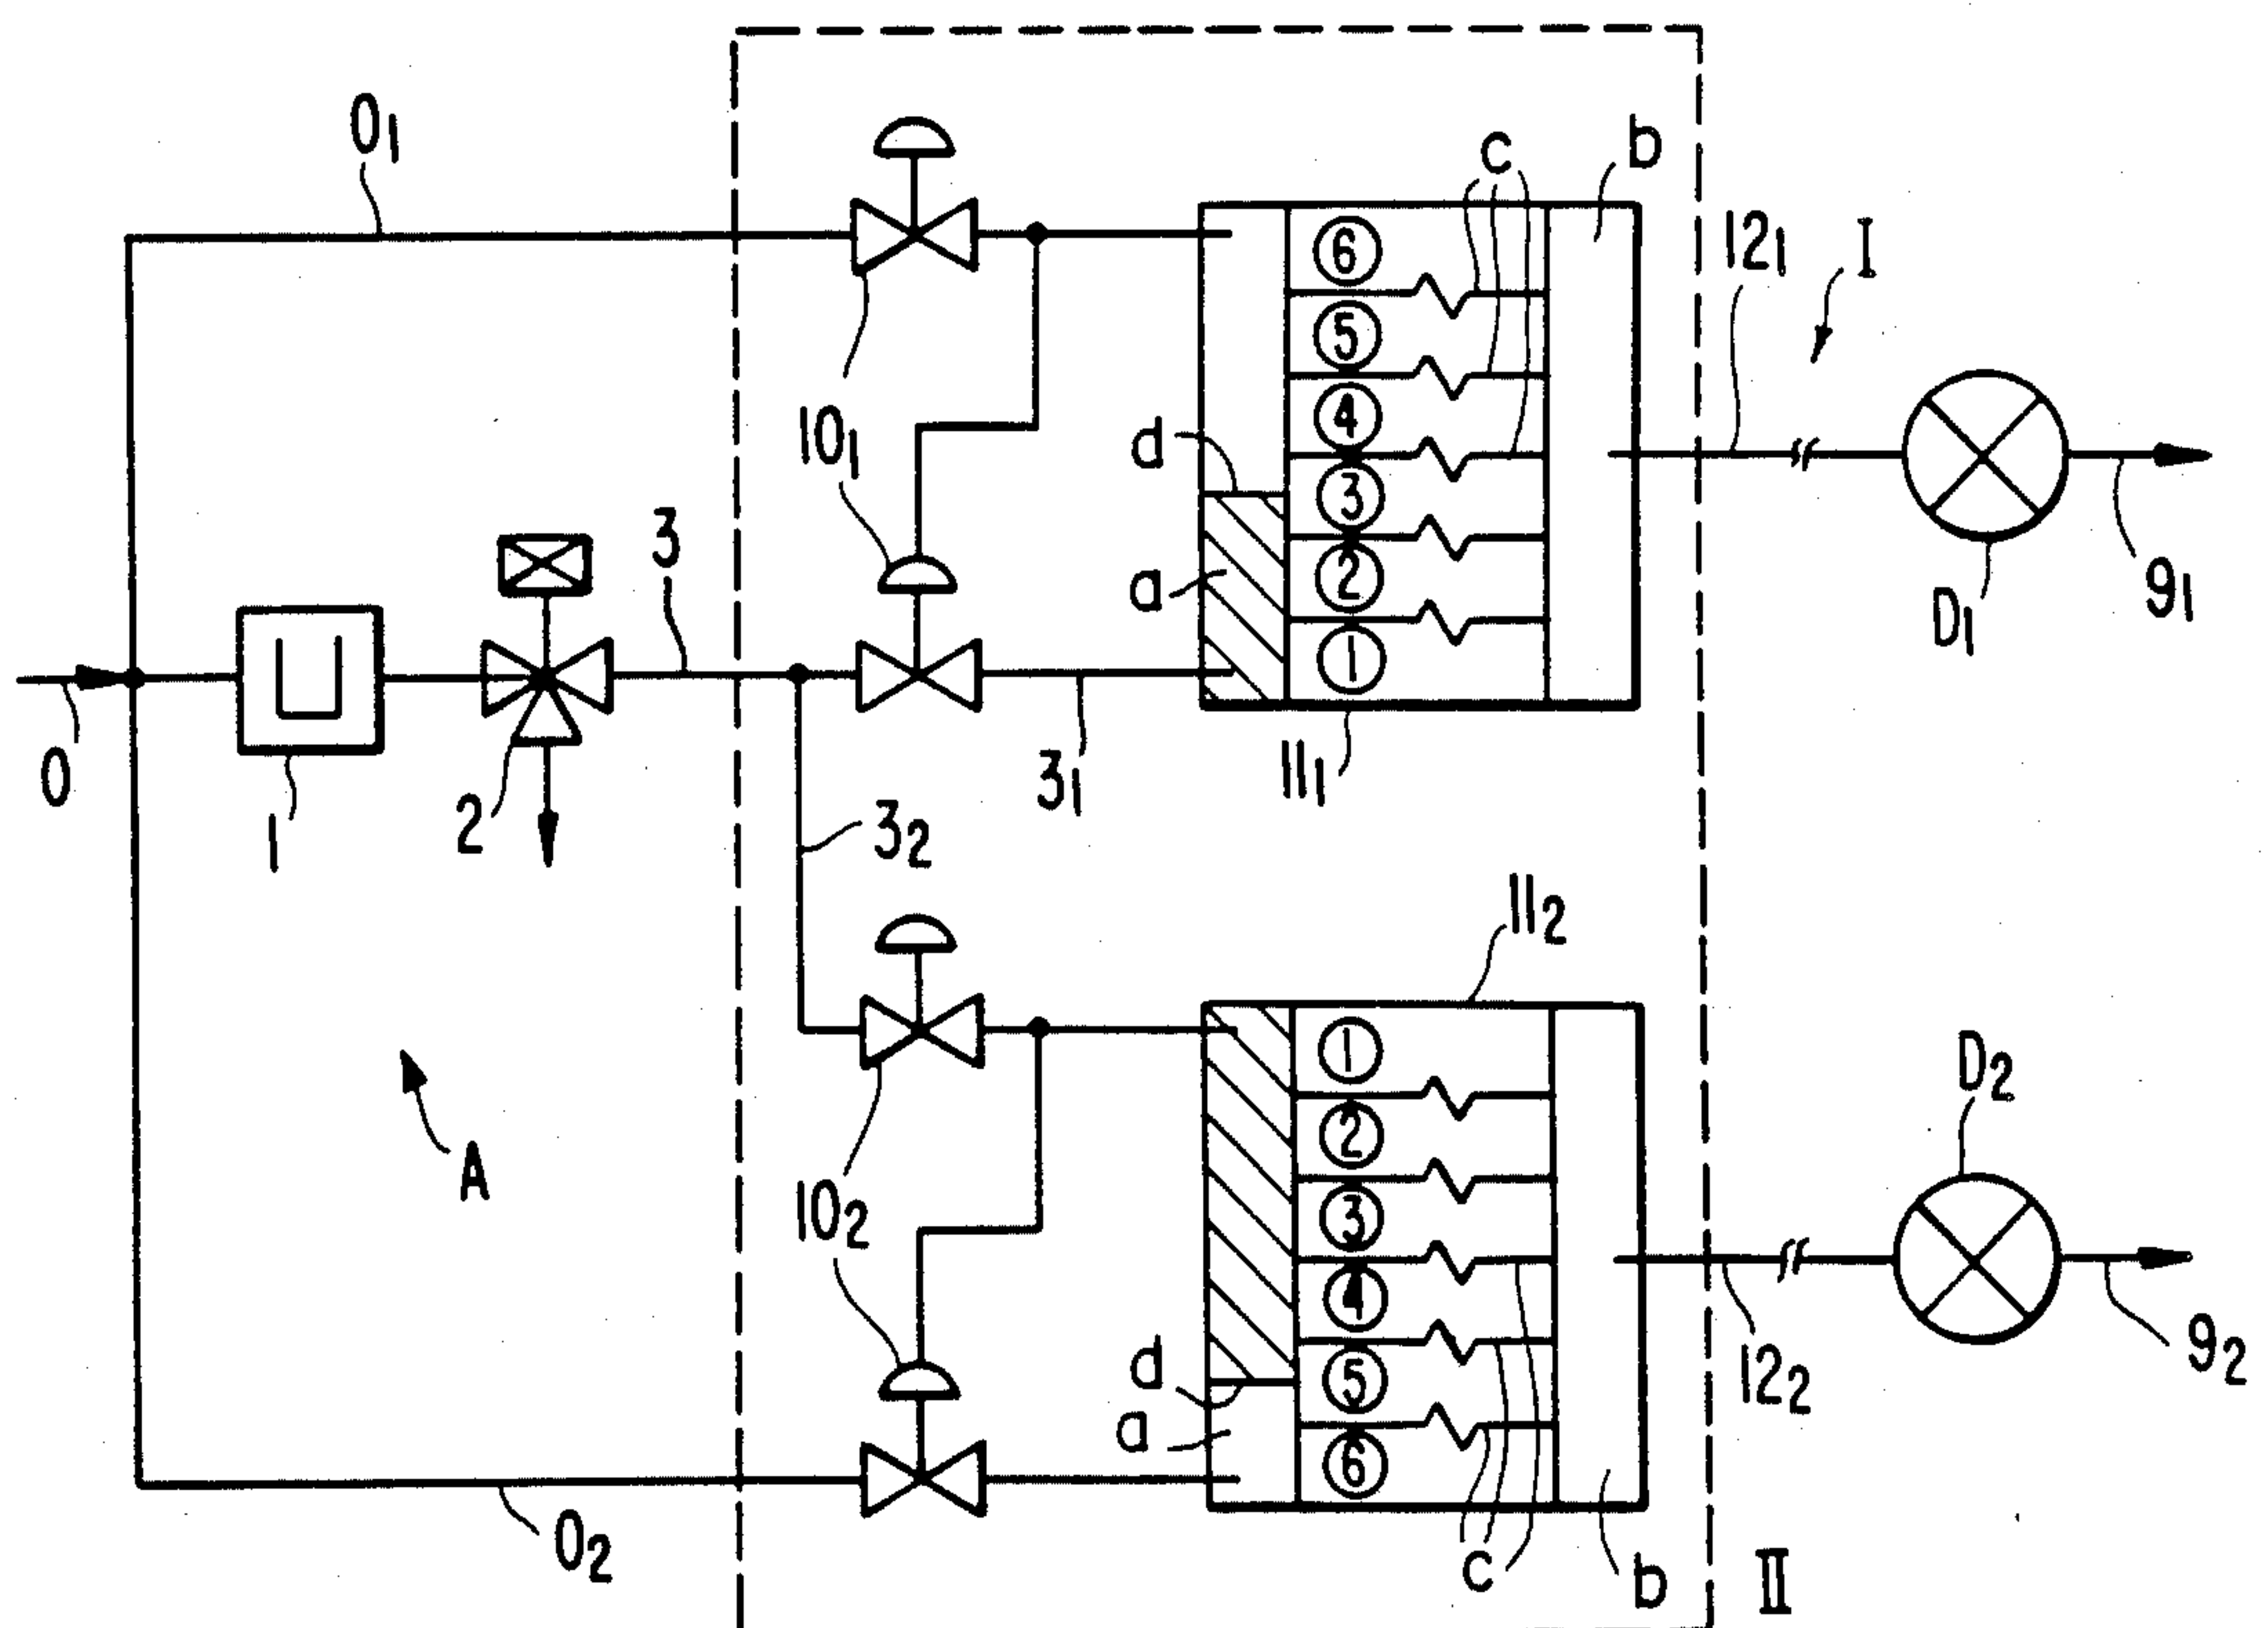 0₁
c
b
⑥
12₁
I
⑤
10₁
④
d
3
③
a
②
D₁
9₁
①
0
1
2
3₁
11₁
3₂
11₂
①
D₂
②
A
10₂
③
④
d
⑤
12₂
9₂
a
⑥
0₂
c
b
II